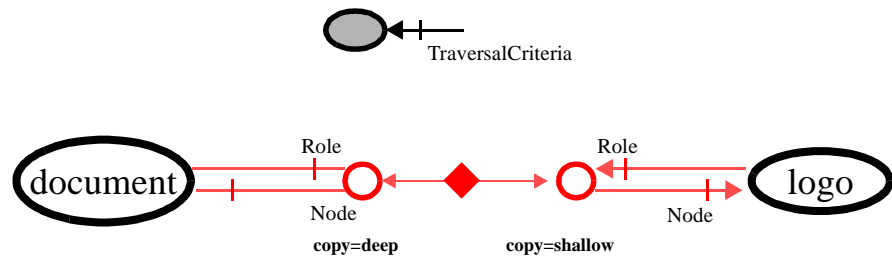 TraversalCriteria
Role
Role
document
logo
Node
Node
copy=deep
copy=shallow